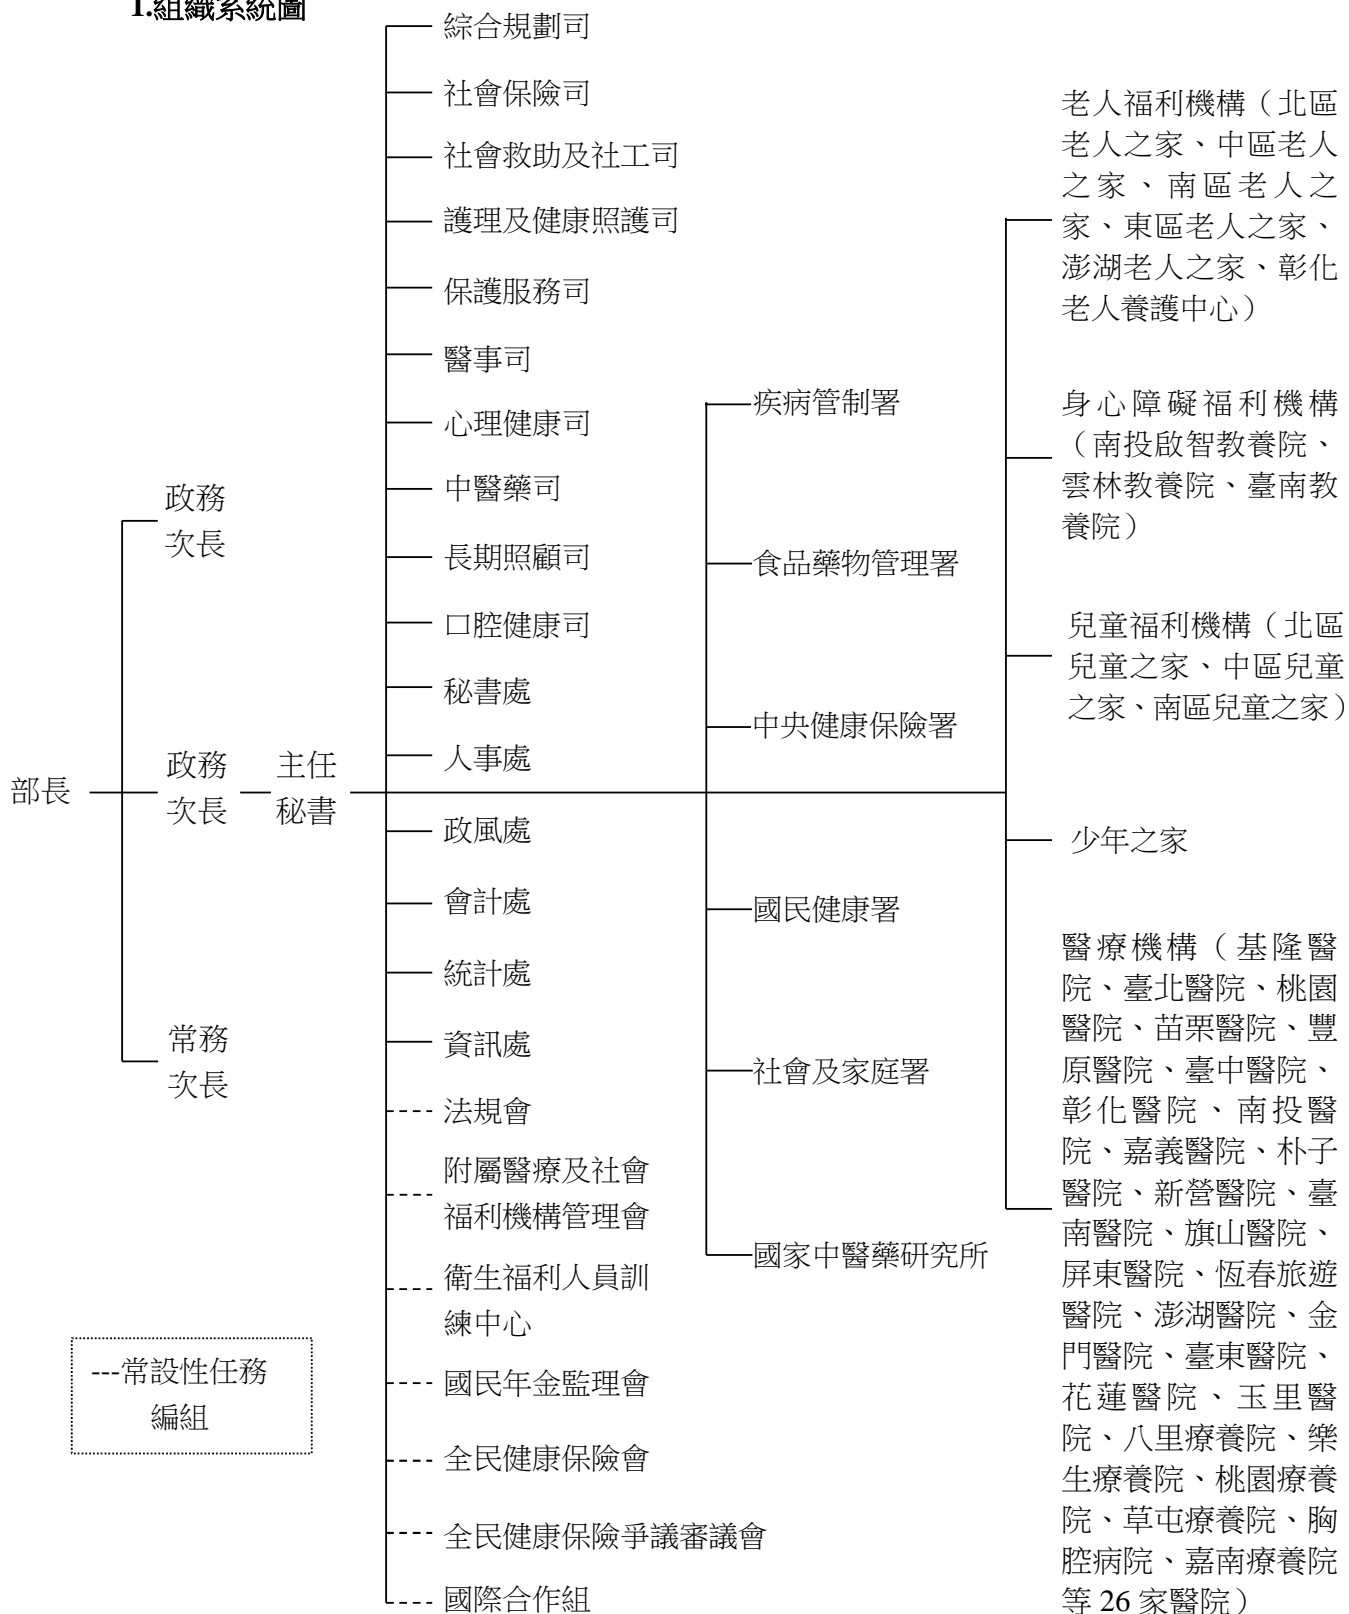 1.組織系統圖
部長
政務
次長
政務
次長
常務
次長
主任
秘書
綜合規劃司
社會保險司
社會救助及社工司
護理及健康照護司
保護服務司
醫事司
心理健康司
中醫藥司
長期照顧司
口腔健康司
秘書處
人事處
政風處
會計處
統計處
資訊處
法規會
附屬醫療及社會
福利機構管理會
衛生福利人員訓
練中心
國民年金監理會
全民健康保險會
全民健康保險爭議審議會
國際合作組
疾病管制署
食品藥物管理署
中央健康保險署
國民健康署
社會及家庭署
國家中醫藥研究所
老人福利機構（北區
老人之家、中區老人
之家、南區老人之
家、東區老人之家、
澎湖老人之家、彰化
老人養護中心）
身心障礙福利機構
（南投啟智教養院、
雲林教養院、臺南教
養院）
兒童福利機構（北區
兒童之家、中區兒童
之家、南區兒童之家）
少年之家
醫療機構（基隆醫
院、臺北醫院、桃園
醫院、苗栗醫院、豐
原醫院、臺中醫院、
彰化醫院、南投醫
院、嘉義醫院、朴子
醫院、新營醫院、臺
南醫院、旗山醫院、
屏東醫院、恆春旅遊
醫院、澎湖醫院、金
門醫院、臺東醫院、
花蓮醫院、玉里醫
院、八里療養院、樂
生療養院、桃園療養
院、草屯療養院、胸
腔病院、嘉南療養院
等 26 家醫院）
---常設性任務
編組